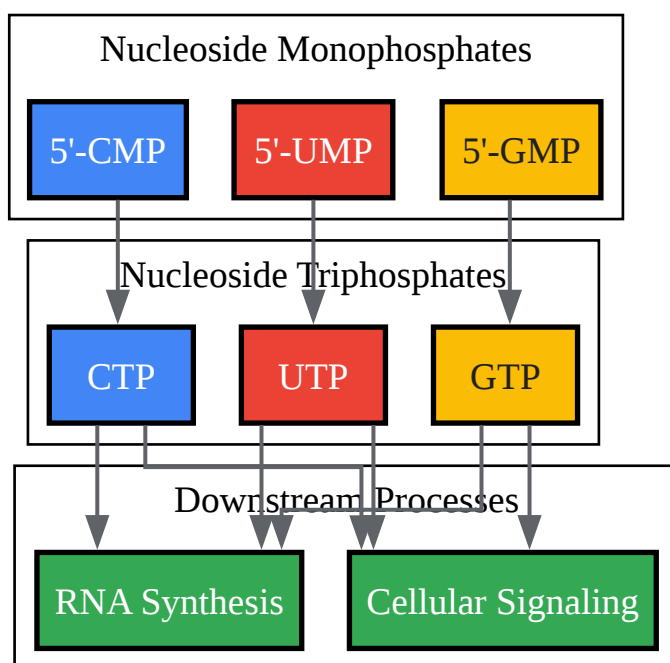 Nucleoside Monophosphates
5'-CMP
5'-UMP
5'-GMP
Nucleoside Triphosphates
CTP
UTP
GTP
Downstream Processes
RNA Synthesis
Cellular Signaling